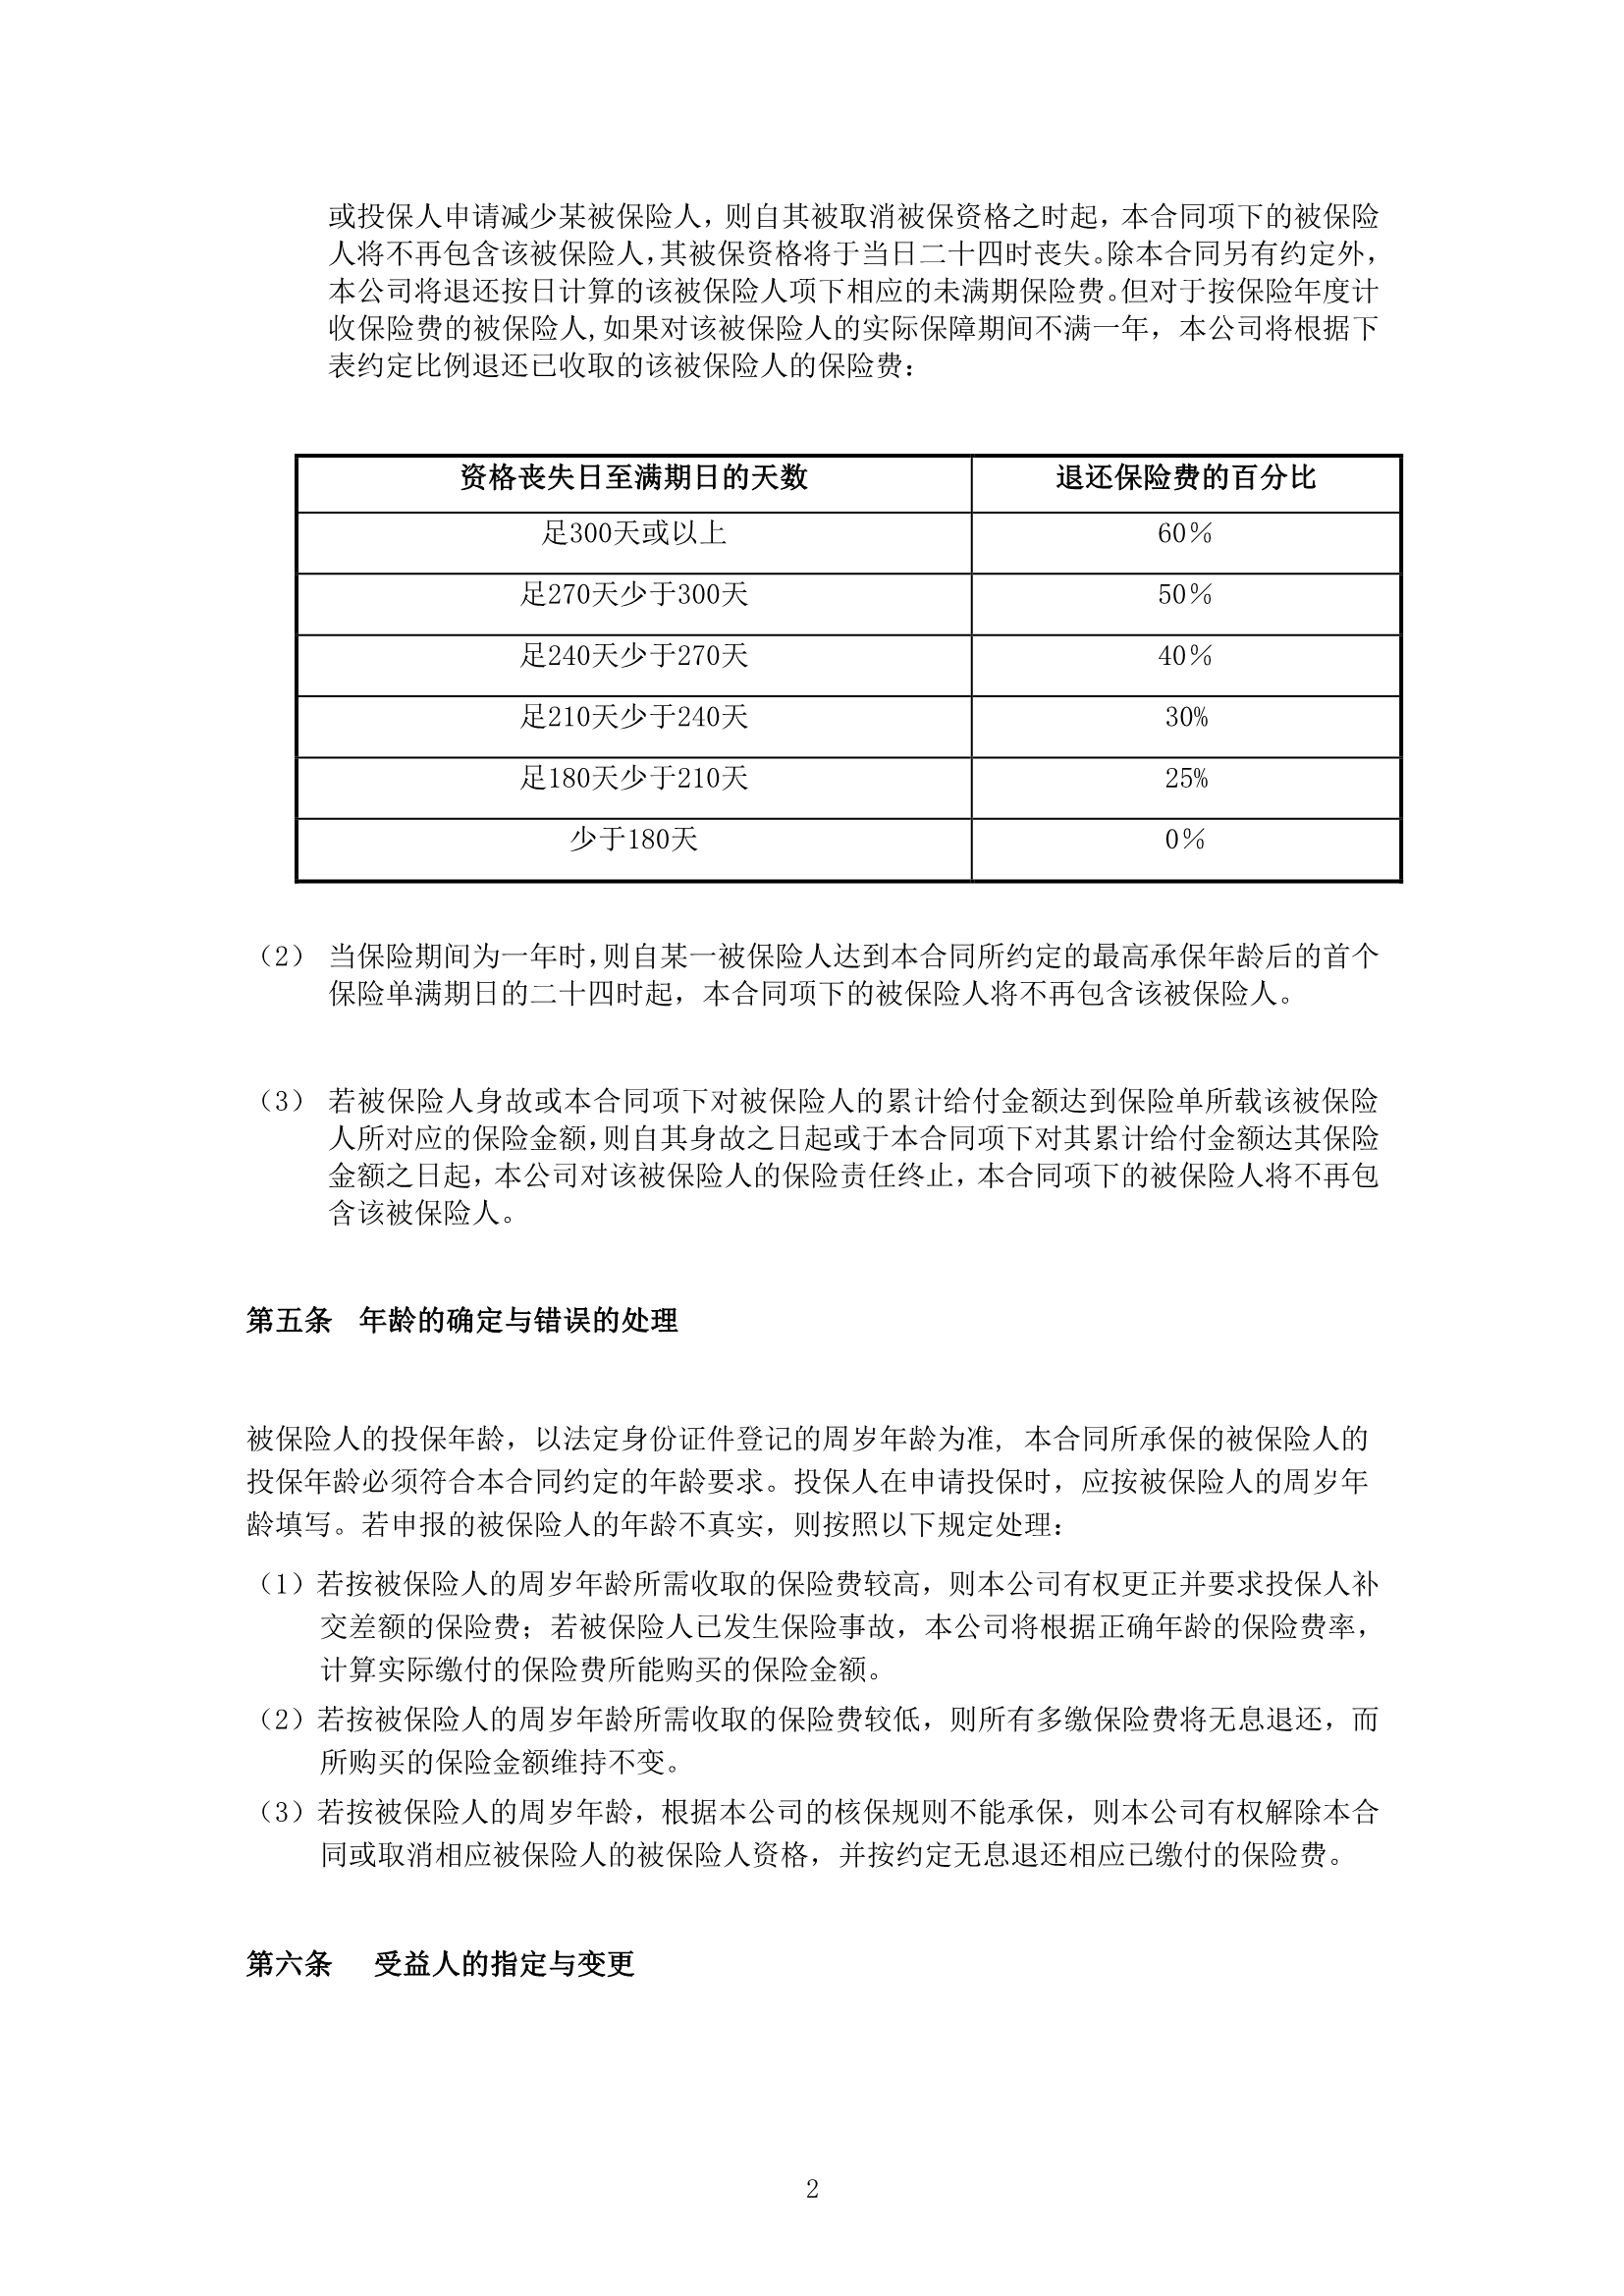 或投保人申请减少某被保险人，则自其被取消被保资格之时起，本合同项下的被保险
人将不再包含该被保险人，其被保资格将于当日二十四时丧失。除本合同另有约定外，
本公司将退还按日计算的该被保险人项下相应的未满期保险费。但对于按保险年度计
收保险费的被保险人,如果对该被保险人的实际保障期间不满一年，本公司将根据下
表约定比例退还已收取的该被保险人的保险费：
资格丧失日至满期日的天数 退还保险费的百分比
足300天或以上 60％
足270天少于300天 50％
足240天少于270天 40％
足210天少于240天 30%
足180天少于210天 25%
少于180天 0％
（2） 当保险期间为一年时，则自某一被保险人达到本合同所约定的最高承保年龄后的首个
保险单满期日的二十四时起，本合同项下的被保险人将不再包含该被保险人。
（3） 若被保险人身故或本合同项下对被保险人的累计给付金额达到保险单所载该被保险
人所对应的保险金额，则自其身故之日起或于本合同项下对其累计给付金额达其保险
金额之日起，本公司对该被保险人的保险责任终止，本合同项下的被保险人将不再包
含该被保险人。
第五条 年龄的确定与错误的处理
被保险人的投保年龄，以法定身份证件登记的周岁年龄为准, 本合同所承保的被保险人的
投保年龄必须符合本合同约定的年龄要求。投保人在申请投保时，应按被保险人的周岁年
龄填写。若申报的被保险人的年龄不真实，则按照以下规定处理：
（1）若按被保险人的周岁年龄所需收取的保险费较高，则本公司有权更正并要求投保人补
交差额的保险费；若被保险人已发生保险事故，本公司将根据正确年龄的保险费率，
计算实际缴付的保险费所能购买的保险金额。
（2）若按被保险人的周岁年龄所需收取的保险费较低，则所有多缴保险费将无息退还，而
所购买的保险金额维持不变。
（3）若按被保险人的周岁年龄，根据本公司的核保规则不能承保，则本公司有权解除本合
同或取消相应被保险人的被保险人资格，并按约定无息退还相应已缴付的保险费。
第六条 受益人的指定与变更
2